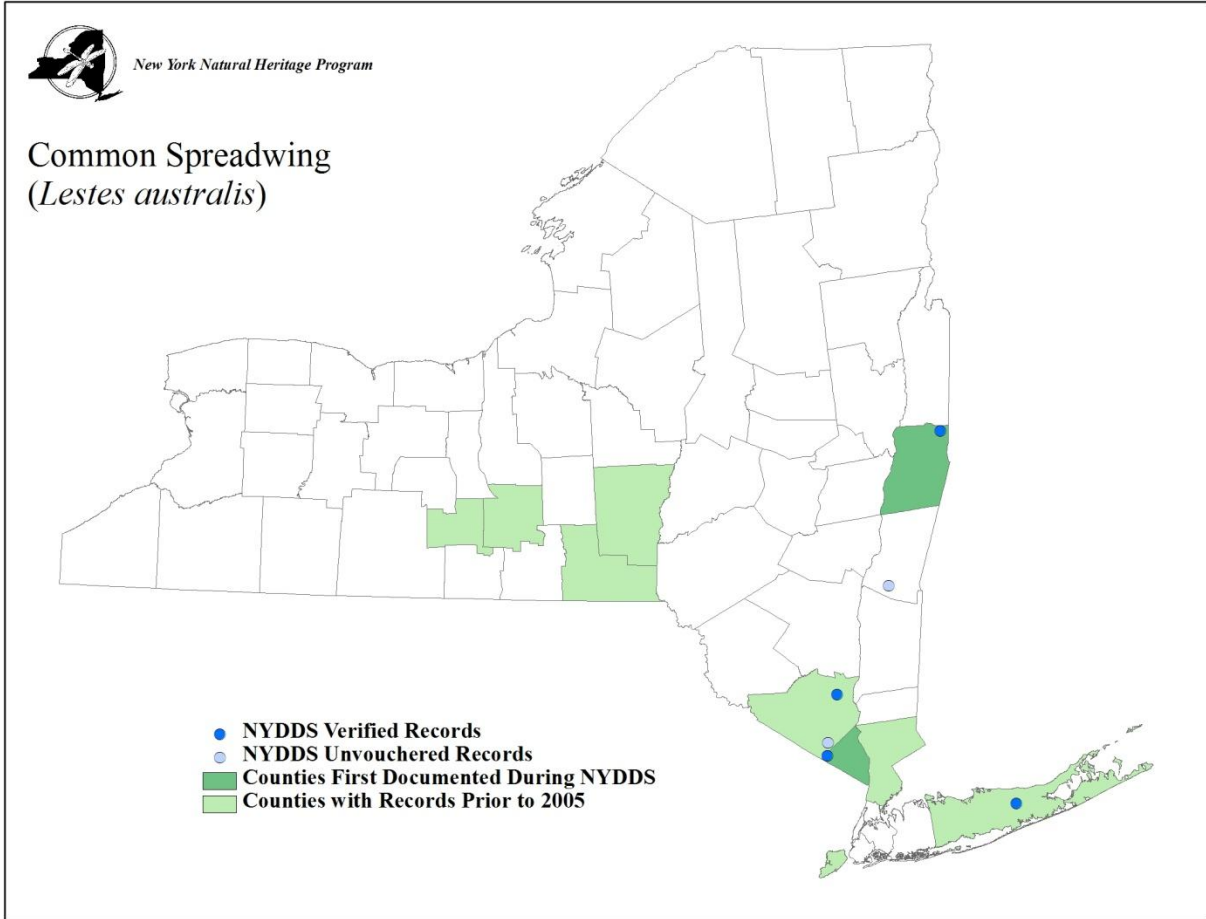 New York Natural Heritage Program
Common Spreadwing
(Lestes australis)
NYDDS Verified Records
NYDDS Unvouchered Records
Counties First Documented During NYDDS
Counties with Records Prior to 2005